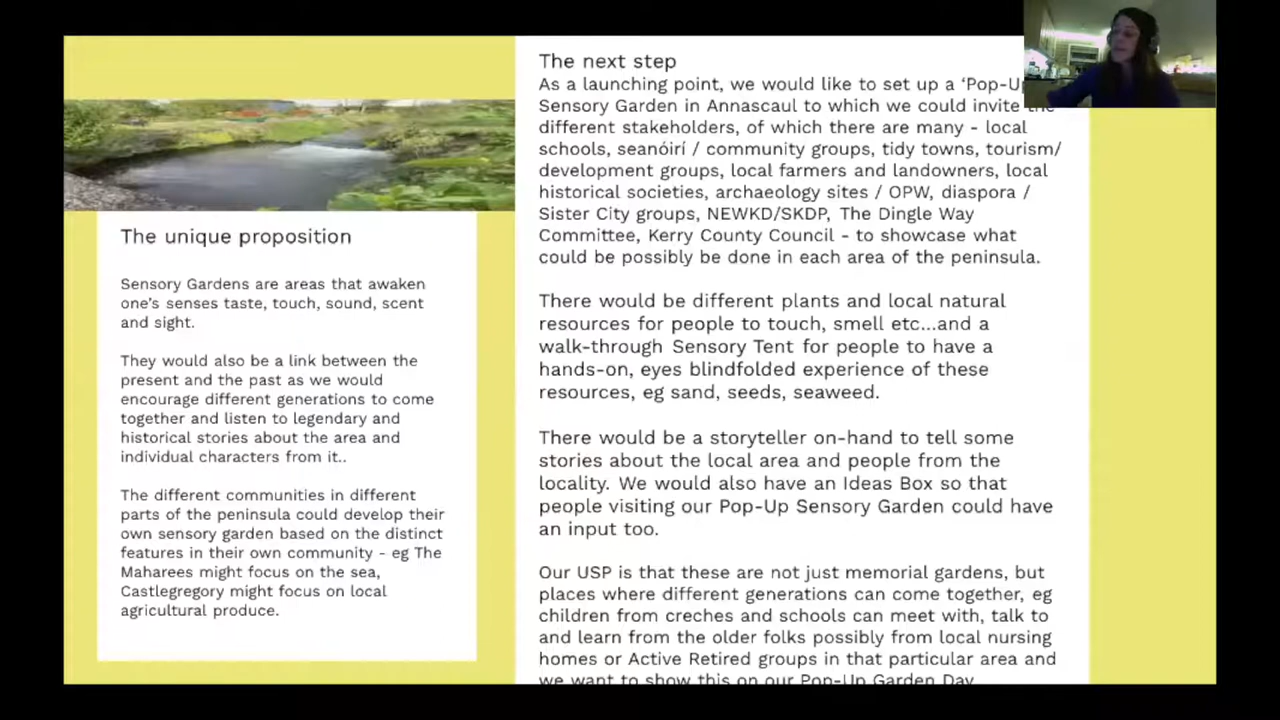 The unique proposition
Sensory Gardens are areas that awaken
one's senses taste, touch, sound, scent
and sight.
They would also be a link between the
present and the past as we would
encourage different generations to come
together and listen to legendary and
historical stories about the area and
individual characters from it..
The different communities in different
parts of the peninsula could develop their
own sensory garden based on the distinct
features in their own community - eg The
Maharees might focus on the sea,
Castlegregory might focus on local
agricultural produce.
The next step
As a launching point, we would like to set up a ‘Pop-U
Sensory Garden in Annascaul to which we could invite the
different stakeholders, of which there are many - local
schools, seanóirí / community groups, tidy towns, tourism/
development groups, local farmers and landowners, local
historical societies, archaeology sites / OPW, diaspora /
Sister City groups, NEWKD/SKDP, The Dingle Way
Committee, Kerry County Council - to showcase what
could be possibly be done in each area of the peninsula.
There would be different plants and local natural
resources for people to touch, smell etc...and a
walk-through Sensory Tent for people to have a
hands-on, eyes blindfolded experience of these
resources, eg sand, seeds, seaweed.
There would be a storyteller on-hand to tell some
stories about the local area and people from the
locality. We would also have an Ideas Box so that
people visiting our Pop-Up Sensory Garden could have
an input too.
Our USP is that these are not just memorial gardens, but
places where different generations can come together, eg
children from creches and schools can meet with, talk to
and learn from the older folks possibly from local nursing
homes or Active Retired groups in that particular area and
we want to show this on our Pop-Up Garden Day